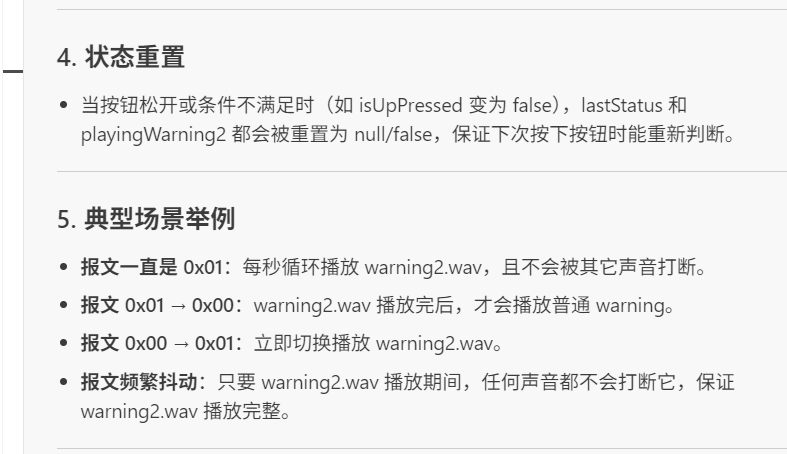 4. 状态重置
• 当按钮松开或条件不满足时（如 isUpPressed 变为 false），lastStatus 和
playingWarning2 都会被重置为 null/false，保证下次按下按钮时能重新判断。
5. 典型场景举例
• 报文一直是 0x01：每秒循环播放 warning2.wav，且不会被其它声音打断。
• 报文 0x01 → 0x00：warning2.wav 播放完后，才会播放普通 warning。
• 报文 0x00 → 0x01：立即切换播放 warning2.wav。
• 报文频繁抖动：只要 warning2.wav 播放期间，任何声音都不会打断它，保证
warning2.wav 播放完整。